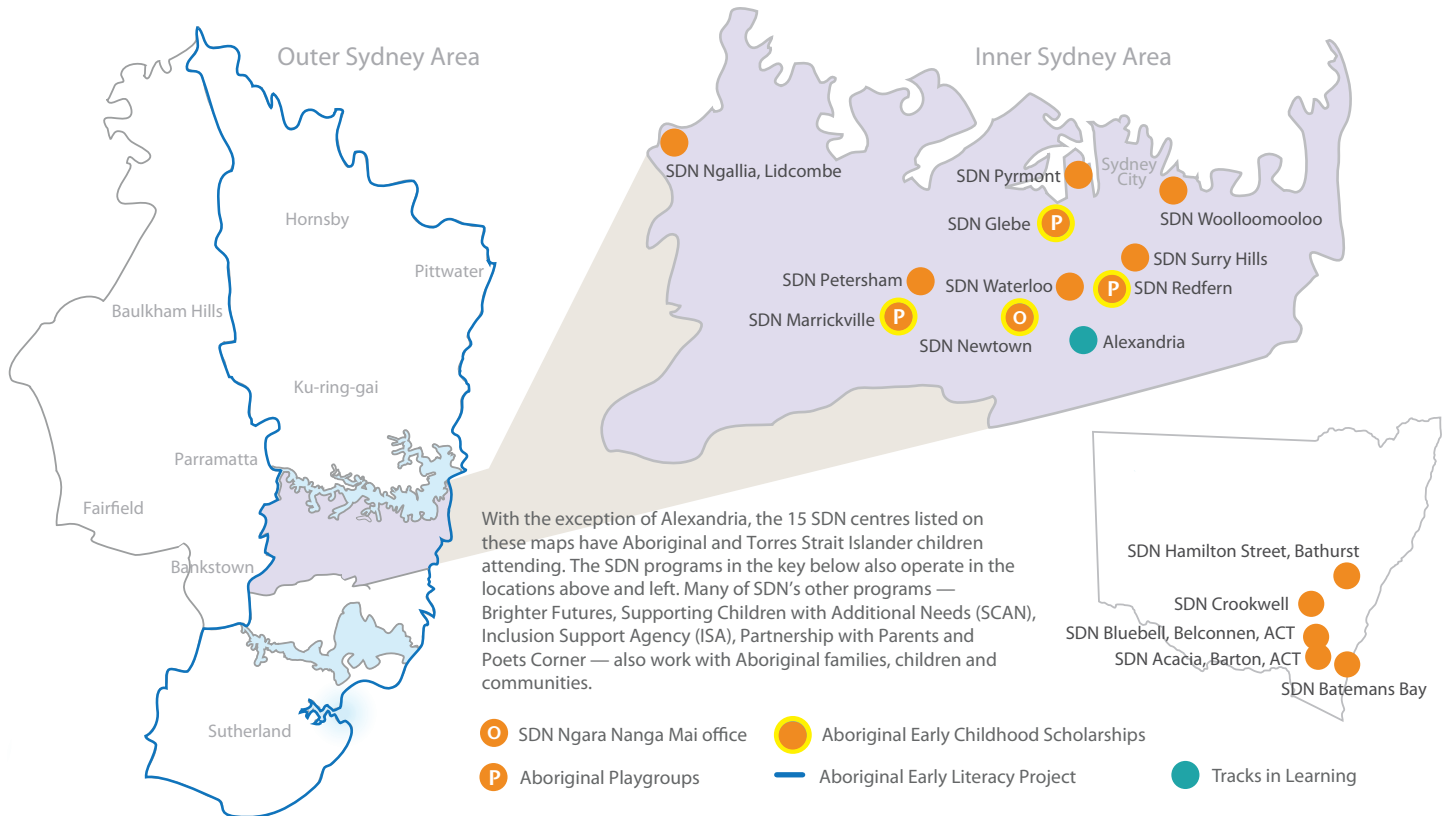 Outer Sydney Area
Hornsby
Pittwater
Baulkham Hills
Ku-ring-gai
Parramatta
Fairfield
Bankstown
Sutherland
Inner Sydney Area
SDN Ngallia, Lidcombe
SDN Pyrmont
Sydney
City
SDN Woolloomooloo
SDN Glebe
P
SDN Surry Hills
SDN Petersham
SDN Waterloo
P
SDN Redfern
SDN Marrickville
P
O
SDN Newtown
Alexandria
With the exception of Alexandria, the 15 SDN centres listed on
these maps have Aboriginal and Torres Strait Islander children
attending. The SDN programs in the key below also operate in the
locations above and left. Many of SDN's other programs —
Brighter Futures, Supporting Children with Additional Needs (SCAN),
Inclusion Support Agency (ISA), Partnership with Parents and
Poets Corner — also work with Aboriginal families, children and
communities.
SDN Hamilton Street, Bathurst
SDN Crookwell
SDN Bluebell, Belconnen, ACT
SDN Acacia, Barton, ACT
SDN Batemans Bay
O SDN Ngara Nanga Mai office
Aboriginal Early Childhood Scholarships
P Aboriginal Playgroups
Aboriginal Early Literacy Project
Tracks in Learning